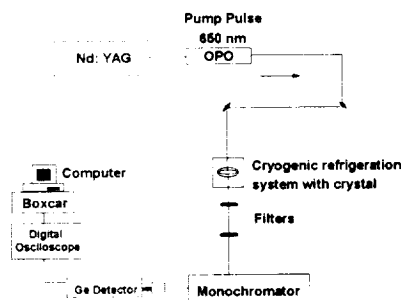 Pump Pulse
650 nm
Nd: YAG
OPO
Cryogenic refrigeration
system with crystal
Computer
Boxcar
Filters
Digital
Osciloscope
Ge Detector
Monochromator